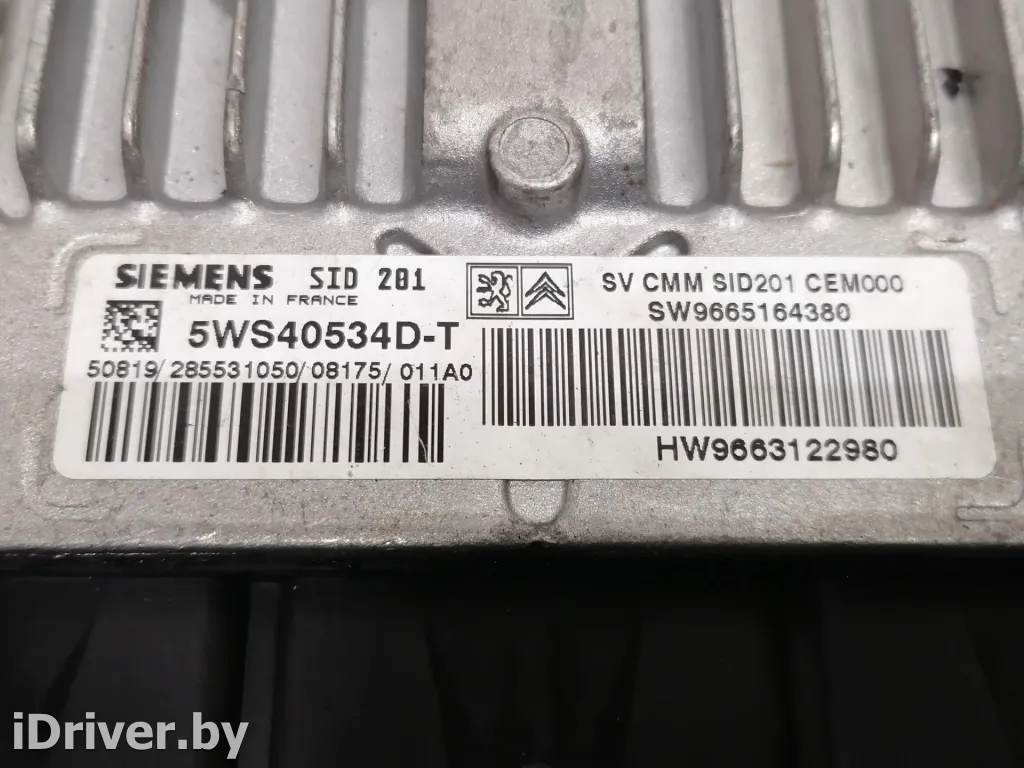 SIEMENS SID 201
MADE IN FRANCE
5WS40534D-T
50819/285531050/08175/011A0
SV CMM SID201 CEM000
SW9665164380
HW9663122980
iDriver.by